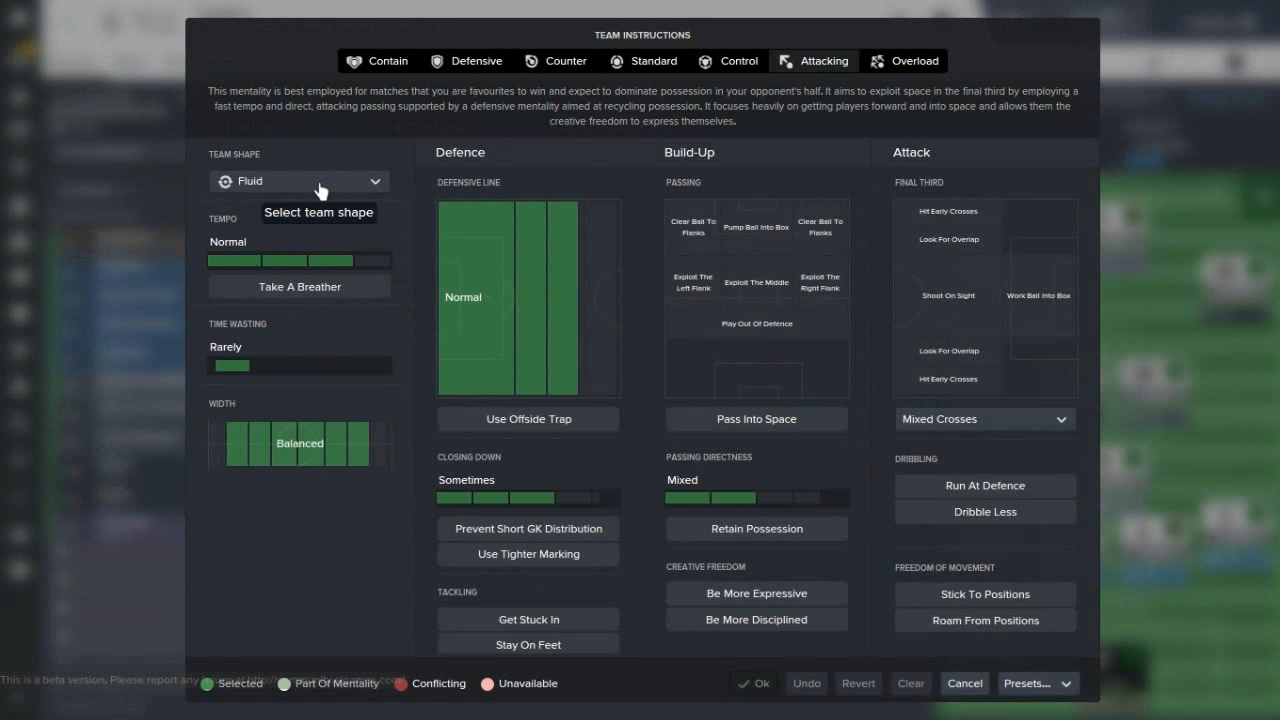 TEAM INSTRUCTIONS
Contain Defensive Counter Standard Control Attacking Overload
This mentality is best employed for matches that you are favourites to win and expect to dominate possession in your opponent's half. It aims to exploit space in the final third by employing a
fast tempo and direct, attacking passing supported by a defensive mentality aimed at recycling possession. It focuses heavily on getting players forward and into space and allows them the
creative freedom to express themselves.
TEAM SHAPE
Fluid
Select team shape
TEMPO
Normal
Take A Breather
TIME WASTING
Rarely
WIDTH
Balanced
Defence
DEFENSIVE LINE
Normal
Use Offside Trap
CLOSING DOWN
Sometimes
Prevent Short GK Distribution
Use Tighter Marking
TACKLING
Get Stuck In
Stay On Feet
Build-Up
PASSING
Clear Ball To
Flanks
Pump Ball Into Box
Clear Ball To
Flanks
Exploit The
Left Flank
Exploit The Middle
Exploit The
Right Flank
Play Out Of Defence
Pass Into Space
PASSING DIRECTNESS
Mixed
Retain Possession
CREATIVE FREEDOM
Be More Expressive
Be More Disciplined
Attack
FINAL THIRD
Hit Early Crosses
Look For Overlap
Shoot On Sight
Work Ball Into Box
Look For Overlap
Hit Early Crosses
Mixed Crosses
DRIBBLING
Run At Defence
Dribble Less
FREEDOM OF MOVEMENT
Stick To Positions
Roam From Positions
This is a beta version. Please report any
Selected Part Of Mentality Conflicting Unavailable
Ok Undo Revert Clear Cancel Presets...